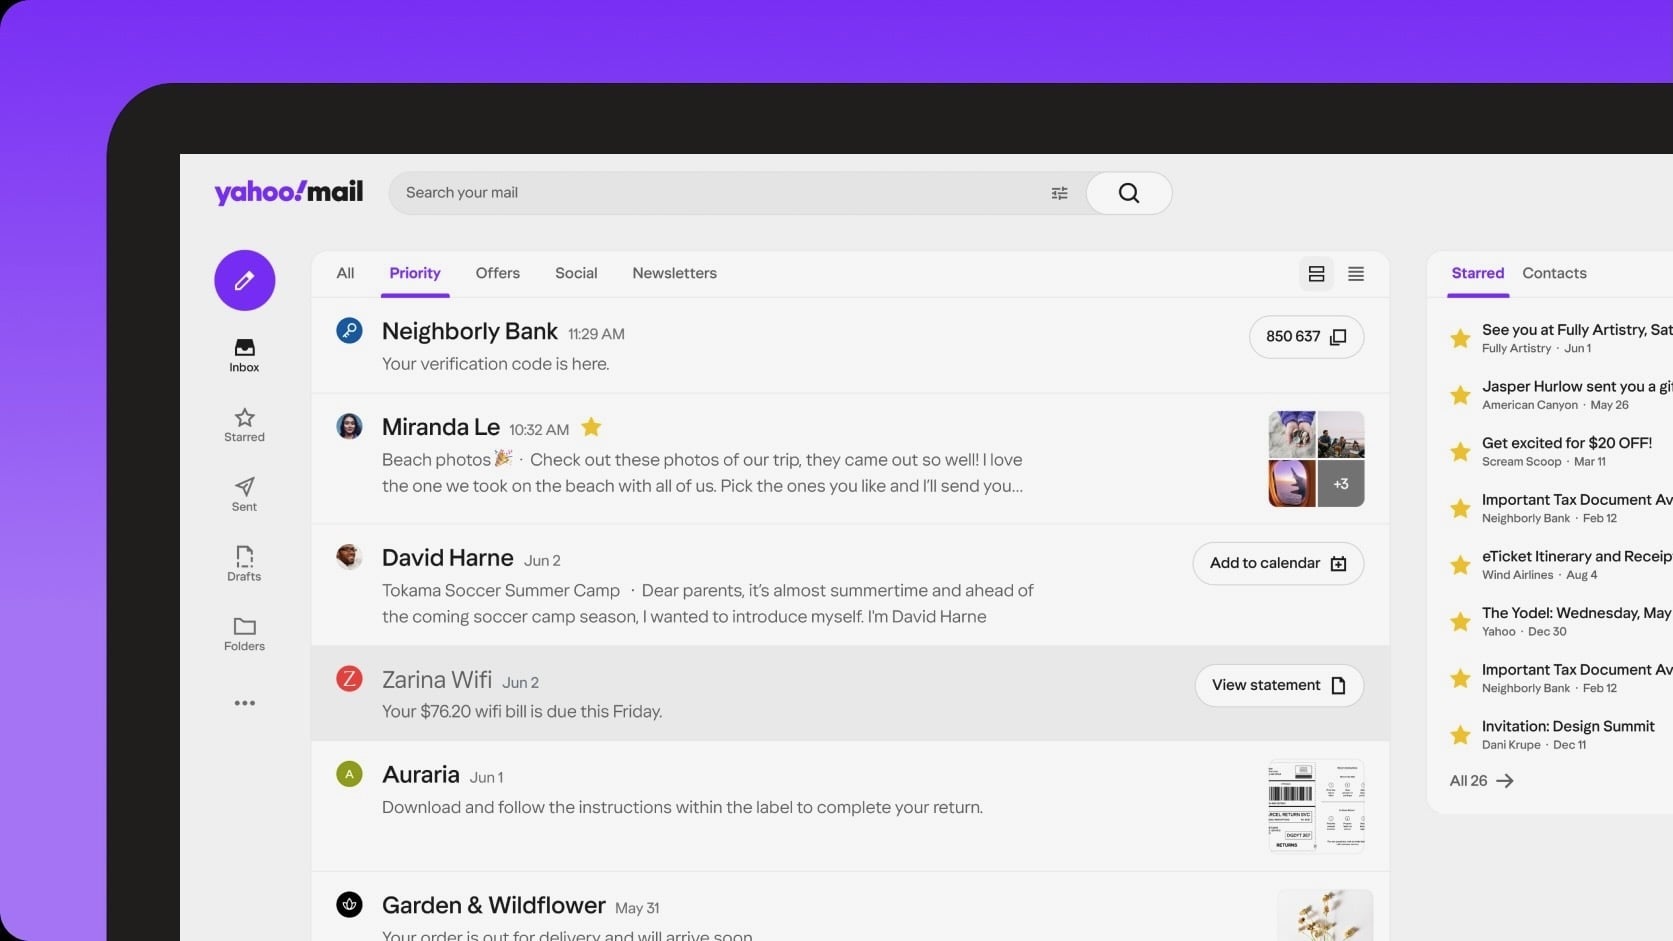 yahoo!mail
Search your mail
All Priority Offers Social Newsletters
Inbox
Starred
Sent
Drafts
Folders
Neighborly Bank 11:29 AM
Your verification code is here.
850 637
Miranda Le 10:32 AM
Beach photos🎉 · Check out these photos of our trip, they came out so well! I love
the one we took on the beach with all of us. Pick the ones you like and I'll send you...
+3
David Harne Jun 2
Tokama Soccer Summer Camp · Dear parents, it's almost summertime and ahead of
the coming soccer camp season, I wanted to introduce myself. I'm David Harne
Add to calendar
Z
Zarina Wifi Jun 2
Your $76.20 wifi bill is due this Friday.
View statement
A
Auraria Jun 1
Download and follow the instructions within the label to complete your return.
RETURNS
Garden & Wildflower May 31
Your order is out for delivery and will arrive soon
Starred Contacts
See you at Fully Artistry, Sat
Fully Artistry · Jun 1
Jasper Hurlow sent you a gi
American Canyon · May 26
Get excited for $20 OFF!
Scream Scoop · Mar 11
Important Tax Document Av
Neighborly Bank · Feb 12
eTicket Itinerary and Receip
Wind Airlines · Aug 4
The Yodel: Wednesday, May
Yahoo · Dec 30
Important Tax Document Av
Neighborly Bank · Feb 12
Invitation: Design Summit
Dani Krupe · Dec 11
All 26